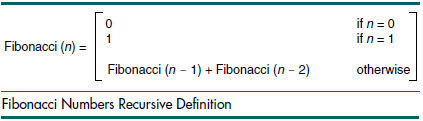 0 if n = 0
1 if n = 1
Fibonacci (n) =
Fibonacci (n – 1) + Fibonacci (n – 2) otherwise
Fibonacci Numbers Recursive Definition